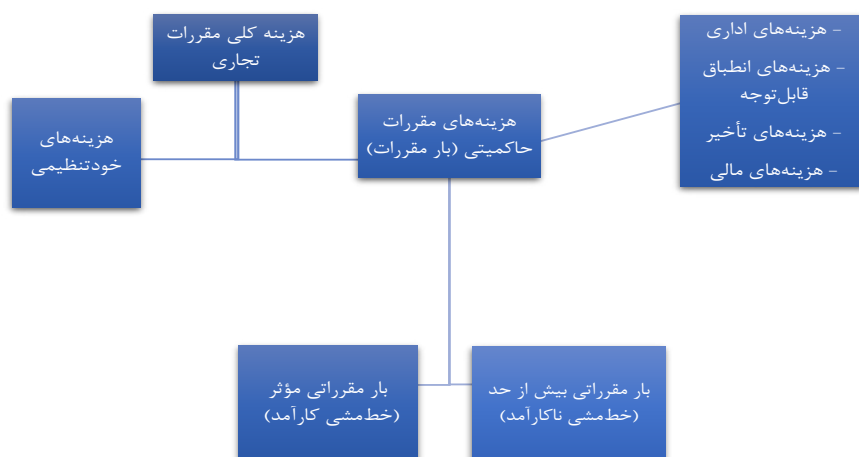 هزینه کلی مقررات
تجاری
- هزینه‌های اداری
- هزینه‌های انطباق
قابل‌توجه
- هزینه‌های تأخیر
- هزینه‌های مالی
هزینه‌های مقررات
حاکمیتی (بار مقررات)
هزینه‌های
خودتنظیمی
بار مقرراتی بیش از حد
(خط‌مشی ناکارآمد)
بار مقرراتی مؤثر
(خط‌مشی کارآمد)